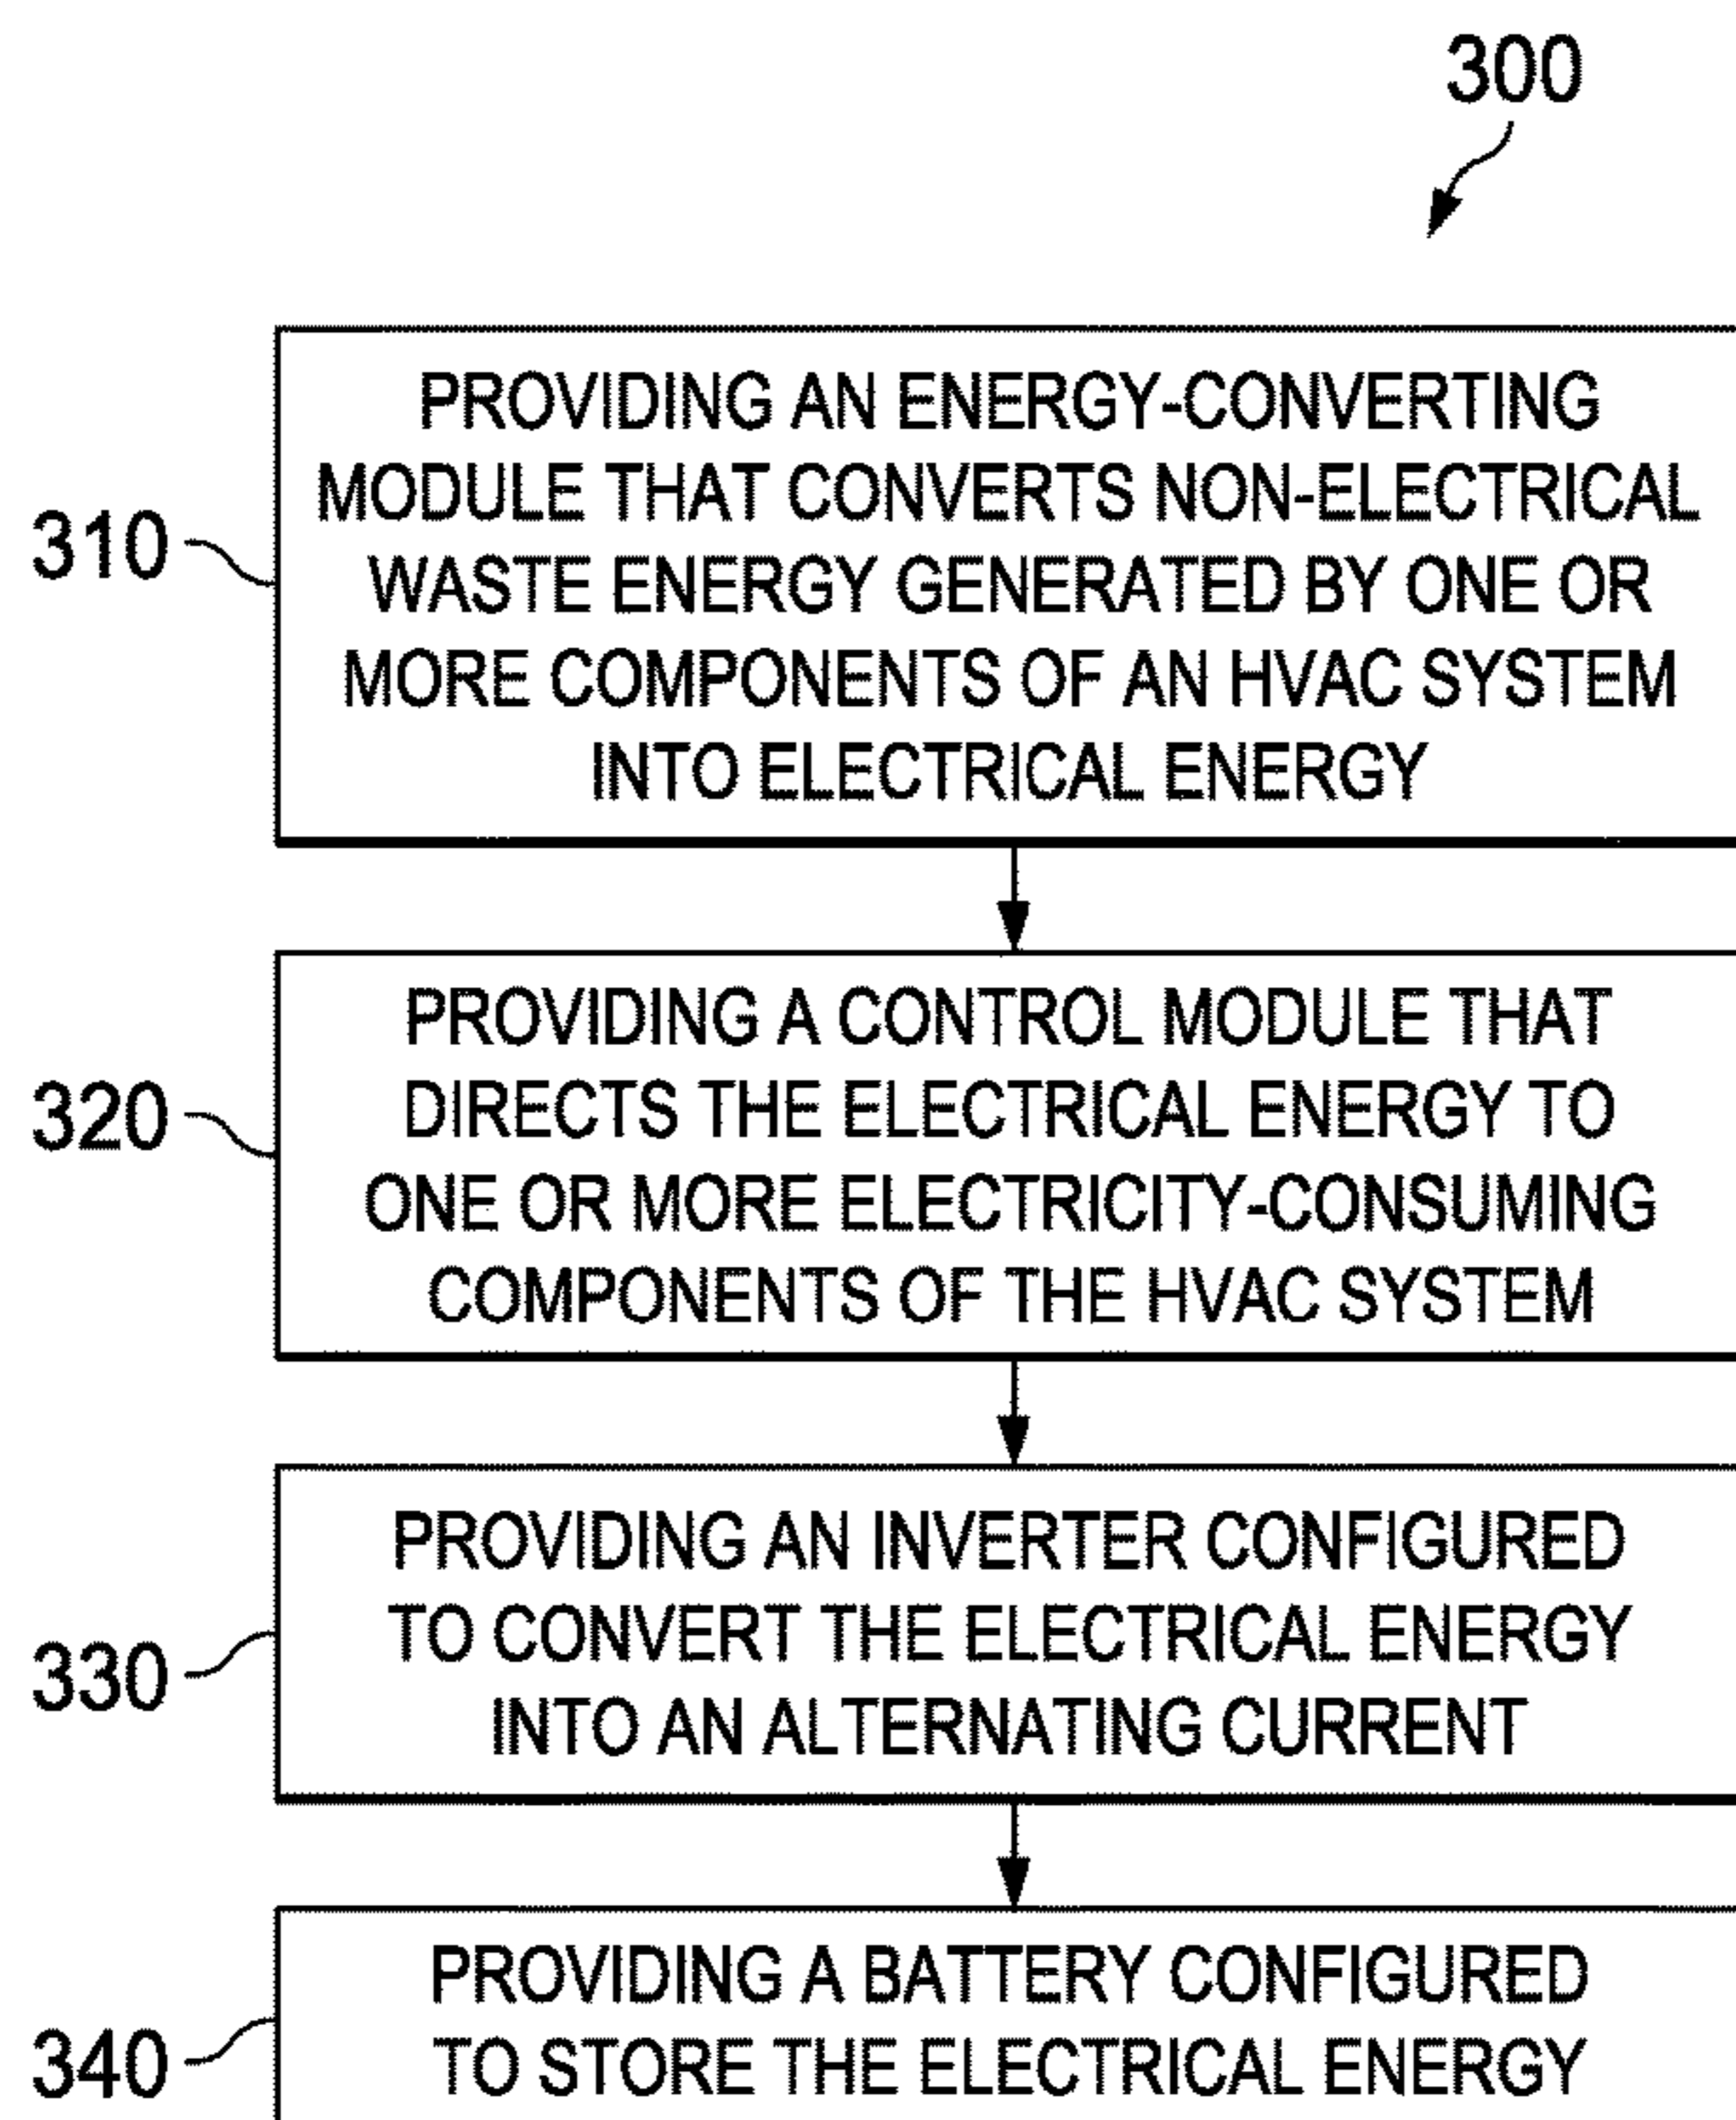 300
310
PROVIDING AN ENERGY-CONVERTING
MODULE THAT CONVERTS NON-ELECTRICAL
WASTE ENERGY GENERATED BY ONE OR
MORE COMPONENTS OF AN HVAC SYSTEM
INTO ELECTRICAL ENERGY
320
PROVIDING A CONTROL MODULE THAT
DIRECTS THE ELECTRICAL ENERGY TO
ONE OR MORE ELECTRICITY-CONSUMING
COMPONENTS OF THE HVAC SYSTEM
330
PROVIDING AN INVERTER CONFIGURED
TO CONVERT THE ELECTRICAL ENERGY
INTO AN ALTERNATING CURRENT
340
PROVIDING A BATTERY CONFIGURED
TO STORE THE ELECTRICAL ENERGY